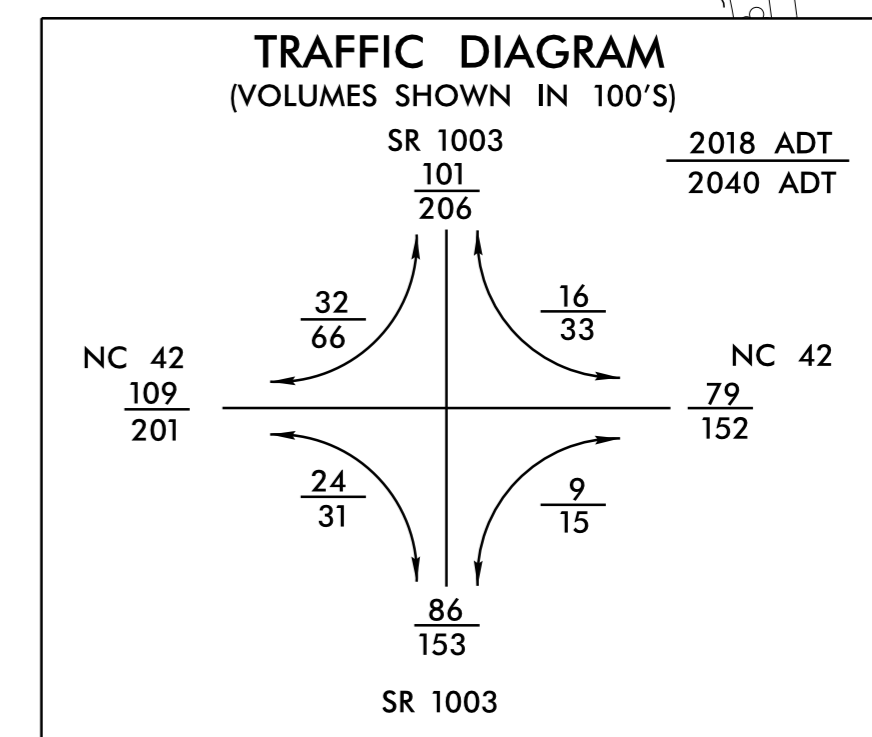 TRAFFIC DIAGRAM
(VOLUMES SHOWN IN 100'S)
SR 1003
101
206
2018 ADT
2040 ADT
32
66
16
33
NC 42
109
201
NC 42
79
152
24
31
9
15
86
153
SR 1003